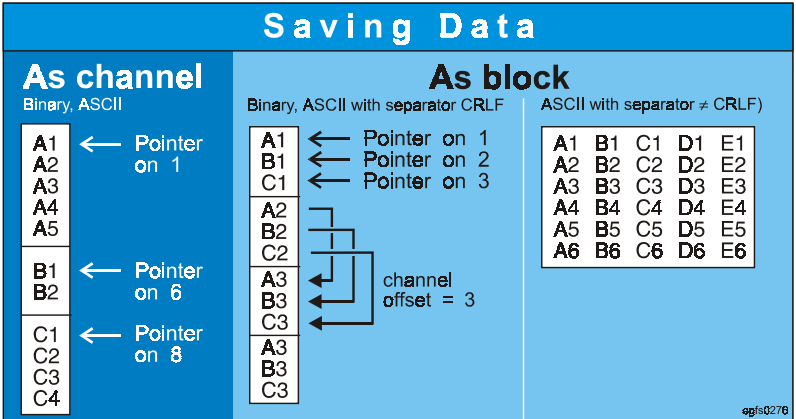 Saving Data
As channel
Binary, ASCII
A1
A2
A3
A4
A5
B1
B2
C1
C2
C3
C4
Pointer
on 1
Pointer
on 6
Pointer
on 8
As block
Binary, ASCII with separator CRLF
A1
B1
C1
A2
B2
C2
A3
B3
C3
A3
B3
C3
Pointer on 1
Pointer on 2
Pointer on 3
channel
offset = 3
ASCII with separator ≠ CRLF)
A1 B1 C1 D1 E1
A2 B2 C2 D2 E2
A3 B3 C3 D3 E3
A4 B4 C4 D4 E4
A5 B5 C5 D5 E5
A6 B6 C6 D6 E6